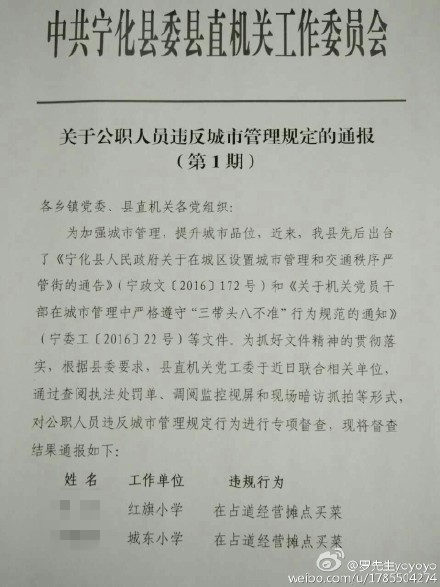 中共宁化县委县直机关工作委员会
关于公职人员违反城市管理规定的通报
（第1期）
各乡镇党委、县直机关各党组织：
为加强城市管理，提升城市品位，近来，我县先后出台
了《宁化县人民政府关于在城区设置城市管理和交通秩序严
管街的通告》（宁政文〔2016〕172号）和《关于机关党员干
部在城市管理中严格遵守“三带头八不准”行为规范的通知》
（宁委工〔2016〕22号）等文件。为抓好文件精神的贯彻落
实，根据县委要求，县直机关党工委于近日联合相关单位，
通过查阅执法处罚单、调阅监控视屏和现场暗访抓拍等形式，
对公职人员违反城市管理规定行为进行专项督查，现将督查
结果通报如下：
姓名 工作单位 违规行为
红旗小学 在占道经营摊点买菜
城东小学 在占道经营摊点买菜
@罗先生ycyoyo
weibo.com/u/1785504274